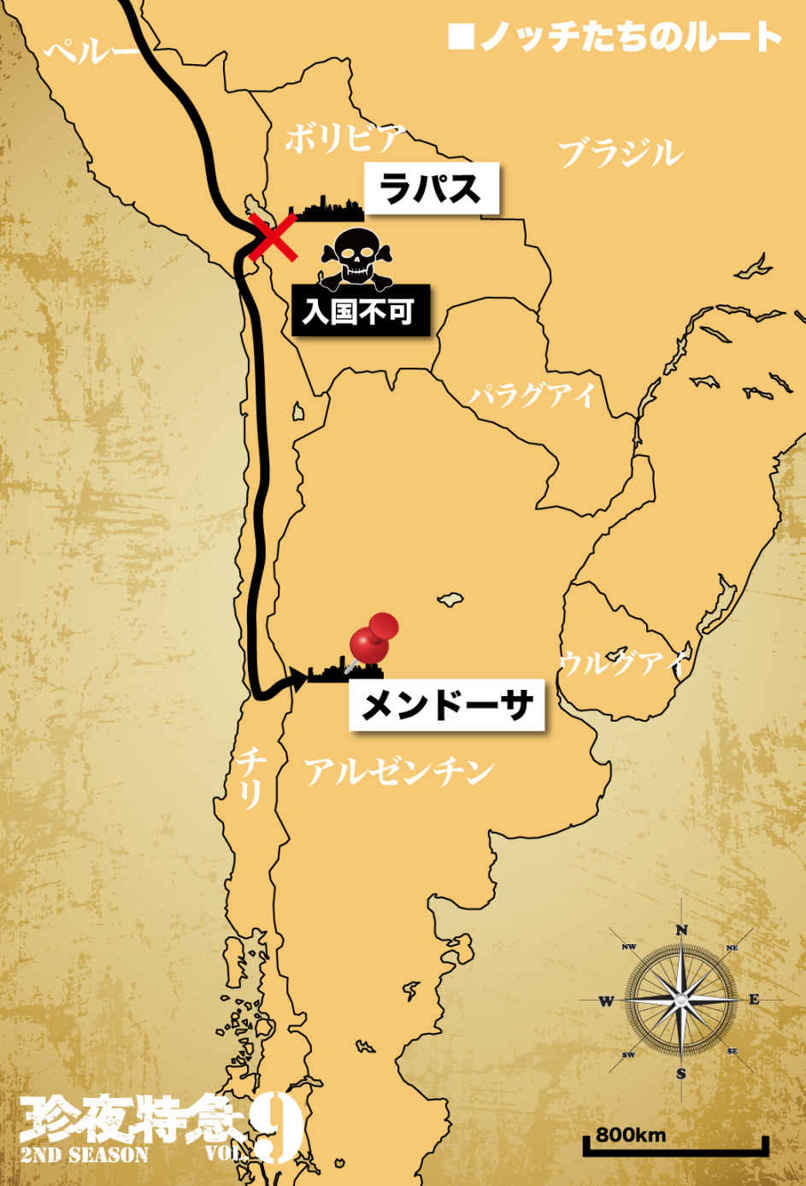 ■ノッチたちのルート
ペルー
ボリビア
ブラジル
ラパス
入国不可
パラグアイ
ウルグアイ
メンドーサ
チリ
アルゼンチン
N
NW
NE
W
E
SW
SE
S
珍夜特急9
2ND SEASON VOL.
800km